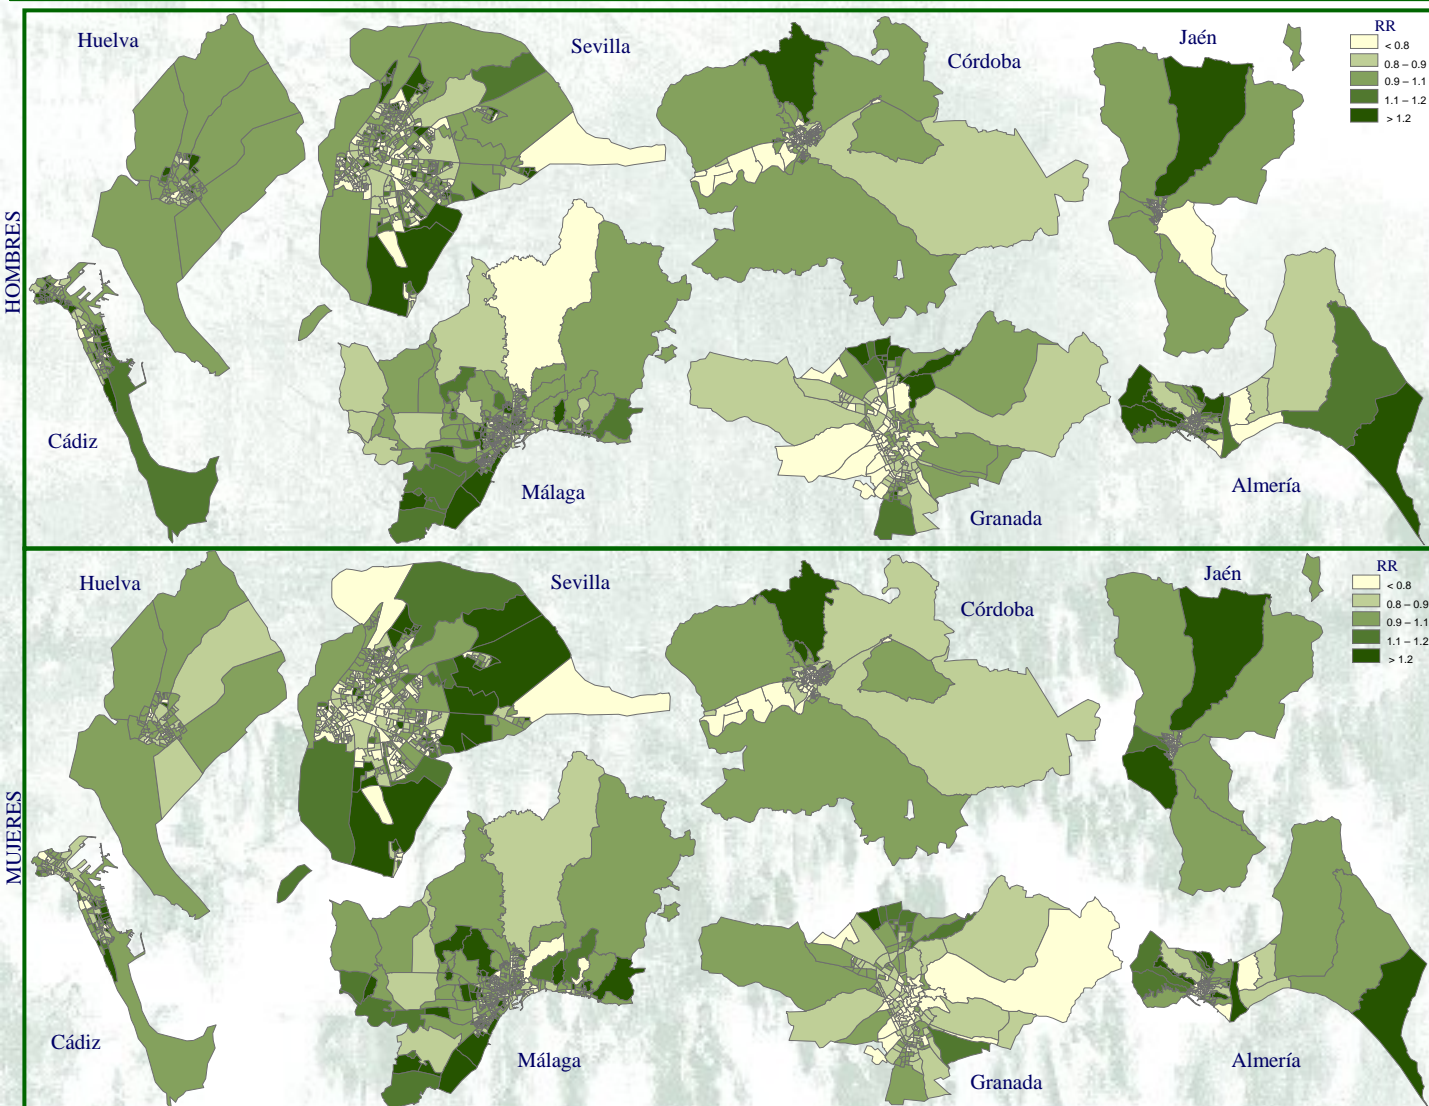 HOMBRES
Huelva
Sevilla
Córdoba
Jaén
RR
< 0.8
0.8 – 0.9
0.9 – 1.1
1.1 – 1.2
> 1.2
Cádiz
Málaga
Granada
Almería
MUJERES
Huelva
Sevilla
Córdoba
Jaén
RR
< 0.8
0.8 – 0.9
0.9 – 1.1
1.1 – 1.2
> 1.2
Cádiz
Málaga
Granada
Almería